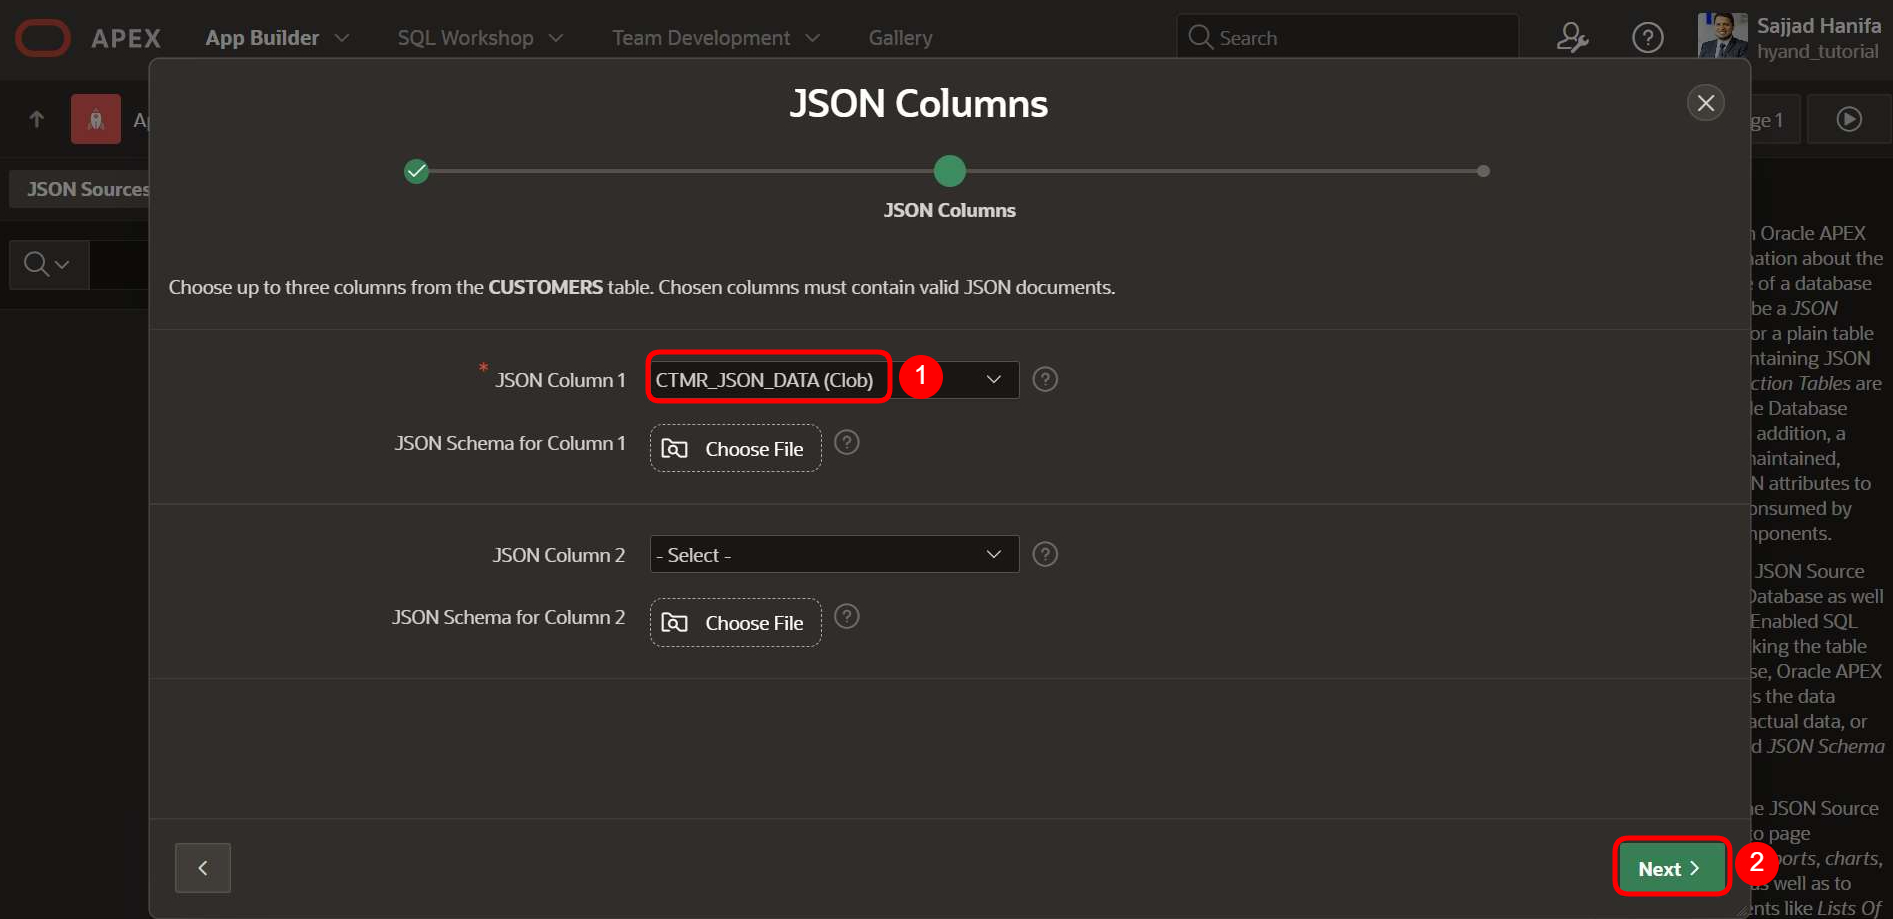 APEX
App Builder
SQL Workshop
Team Development
Gallery
Search
Sajjad Hanifa
hyand_tutorial
JSON Columns
ge 1
JSON Sources
JSON Columns
Choose up to three columns from the CUSTOMERS table. Chosen columns must contain valid JSON documents.
* JSON Column 1
CTMR_JSON_DATA (Clob)
1
?
JSON Schema for Column 1
Choose File
?
JSON Column 2
- Select -
?
JSON Schema for Column 2
Choose File
?
Next
2
Oracle APEX
ation about the
of a database
be a JSON
or a plain table
ntaining JSON
ction Tables are
le Database
addition, a
naintained,
N attributes to
onsumed by
mponents.
JSON Source
Database as well
Enabled SQL
king the table
se, Oracle APEX
s the data
actual data, or
d JSON Schema
e JSON Source
to page
orts, charts,
well as to
ents like Lists Of